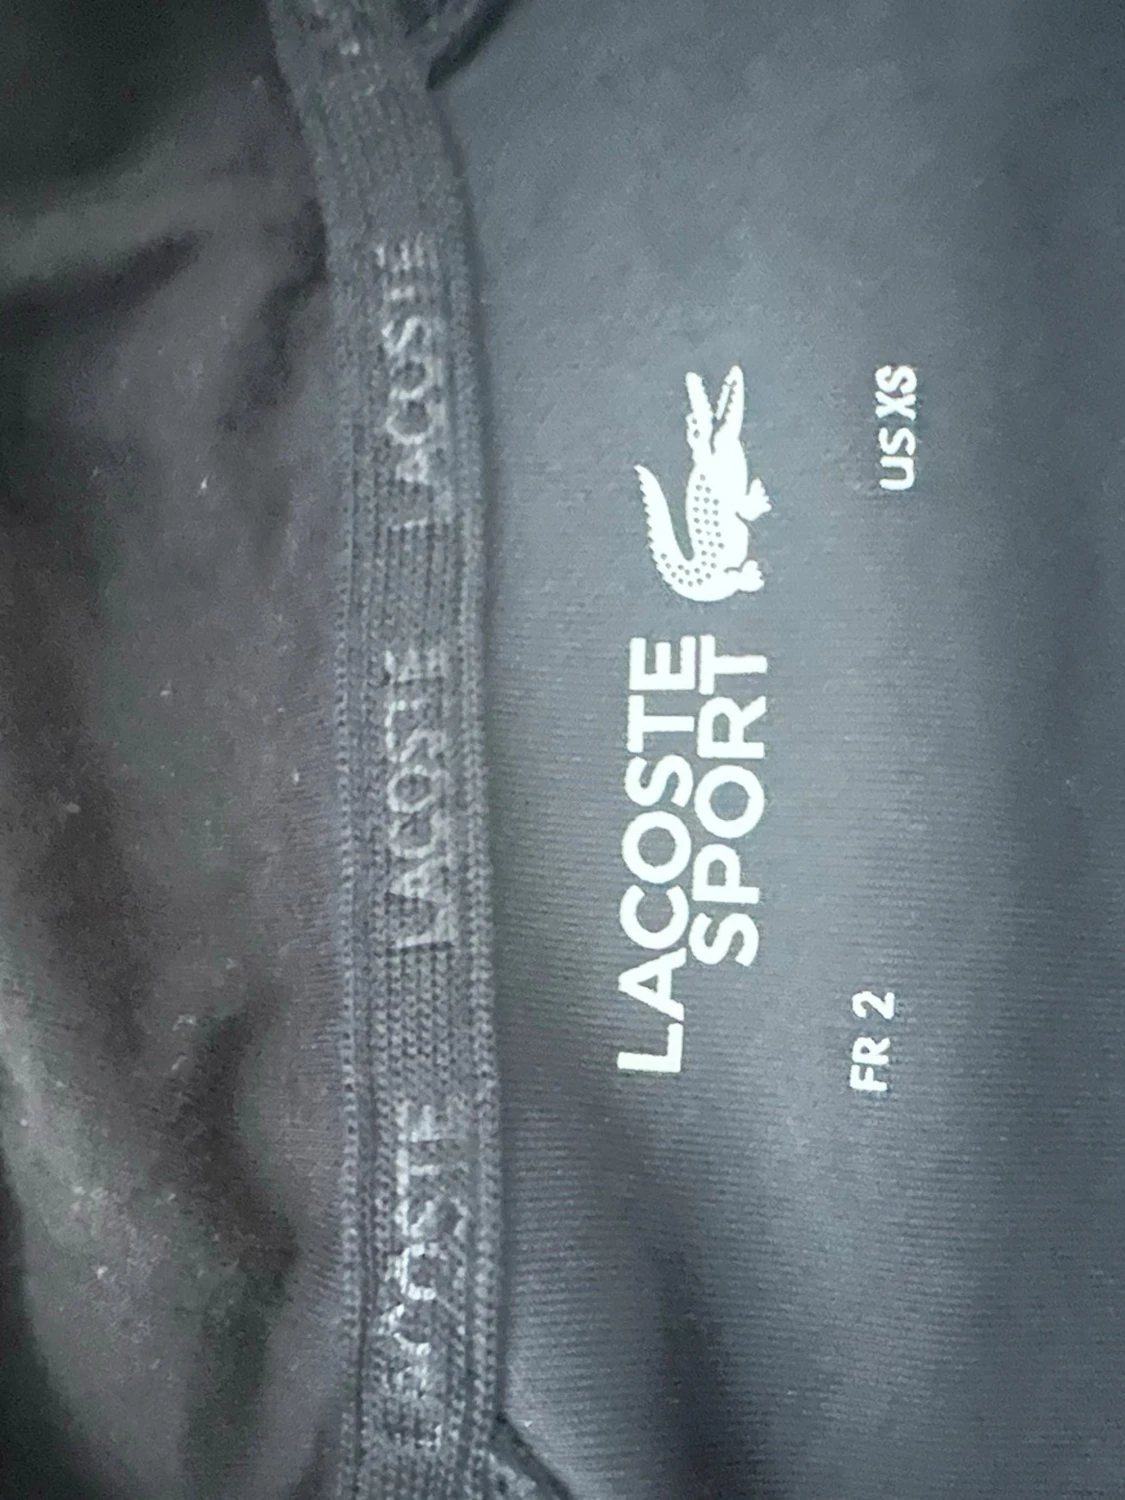 LACOSTE LACOSTE LACOSTE
LACOSTE
SPORT
FR 2 US XS